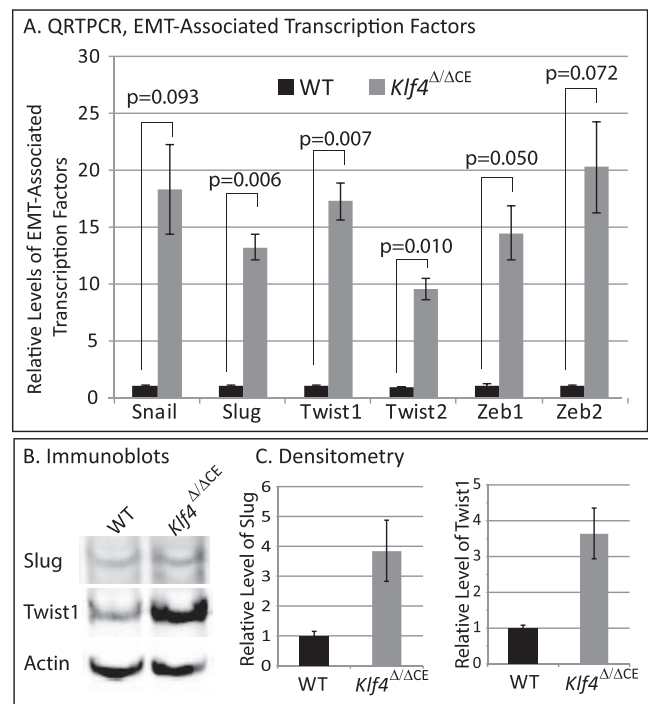 A. QRTPCR, EMT-Associated Transcription Factors
Relative Levels of EMT-Associated
Transcription Factors
30
25
20
15
10
5
0
WT
Klf4Δ/ΔCE
p=0.093
p=0.006
p=0.007
p=0.010
p=0.050
p=0.072
Snail
Slug
Twist1
Twist2
Zeb1
Zeb2
B. Immunoblots
WT
Klf4Δ/ΔCE
Slug
Twist1
Actin
C. Densitometry
Relative Level of Slug
6
5
4
3
2
1
0
WT
Klf4Δ/ΔCE
Relative Level of Twist1
5
4
3
2
1
0
WT
Klf4Δ/ΔCE